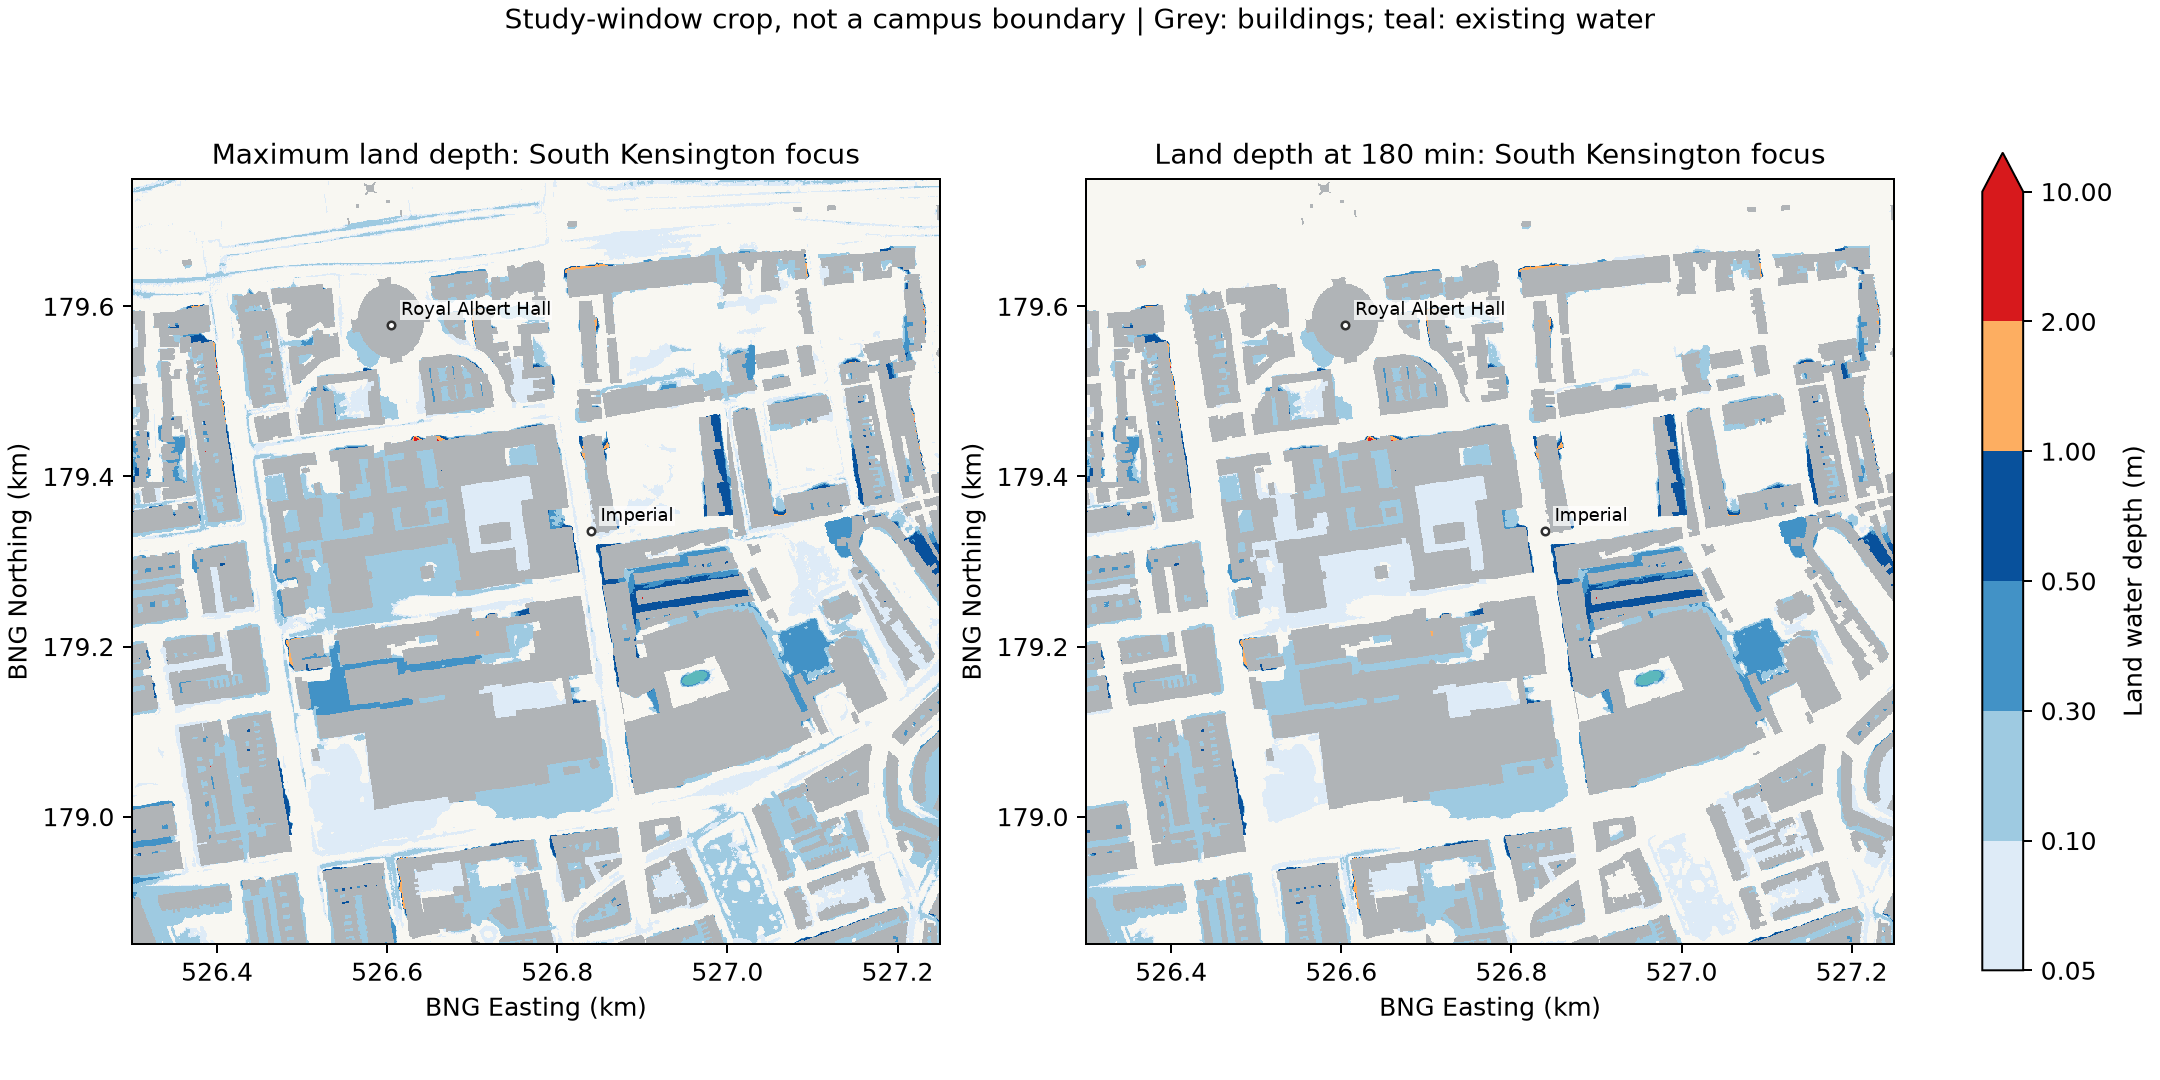 Study-window crop, not a campus boundary | Grey: buildings; teal: existing water
Maximum land depth: South Kensington focus
Land depth at 180 min: South Kensington focus
Royal Albert Hall
Imperial
179.6
179.4
179.2
179.0
BNG Northing (km)
526.4
526.6
526.8
527.0
527.2
BNG Easting (km)
Royal Albert Hall
Imperial
179.6
179.4
179.2
179.0
BNG Northing (km)
526.4
526.6
526.8
527.0
527.2
BNG Easting (km)
10.00
2.00
1.00
0.50
0.30
0.10
0.05
Land water depth (m)